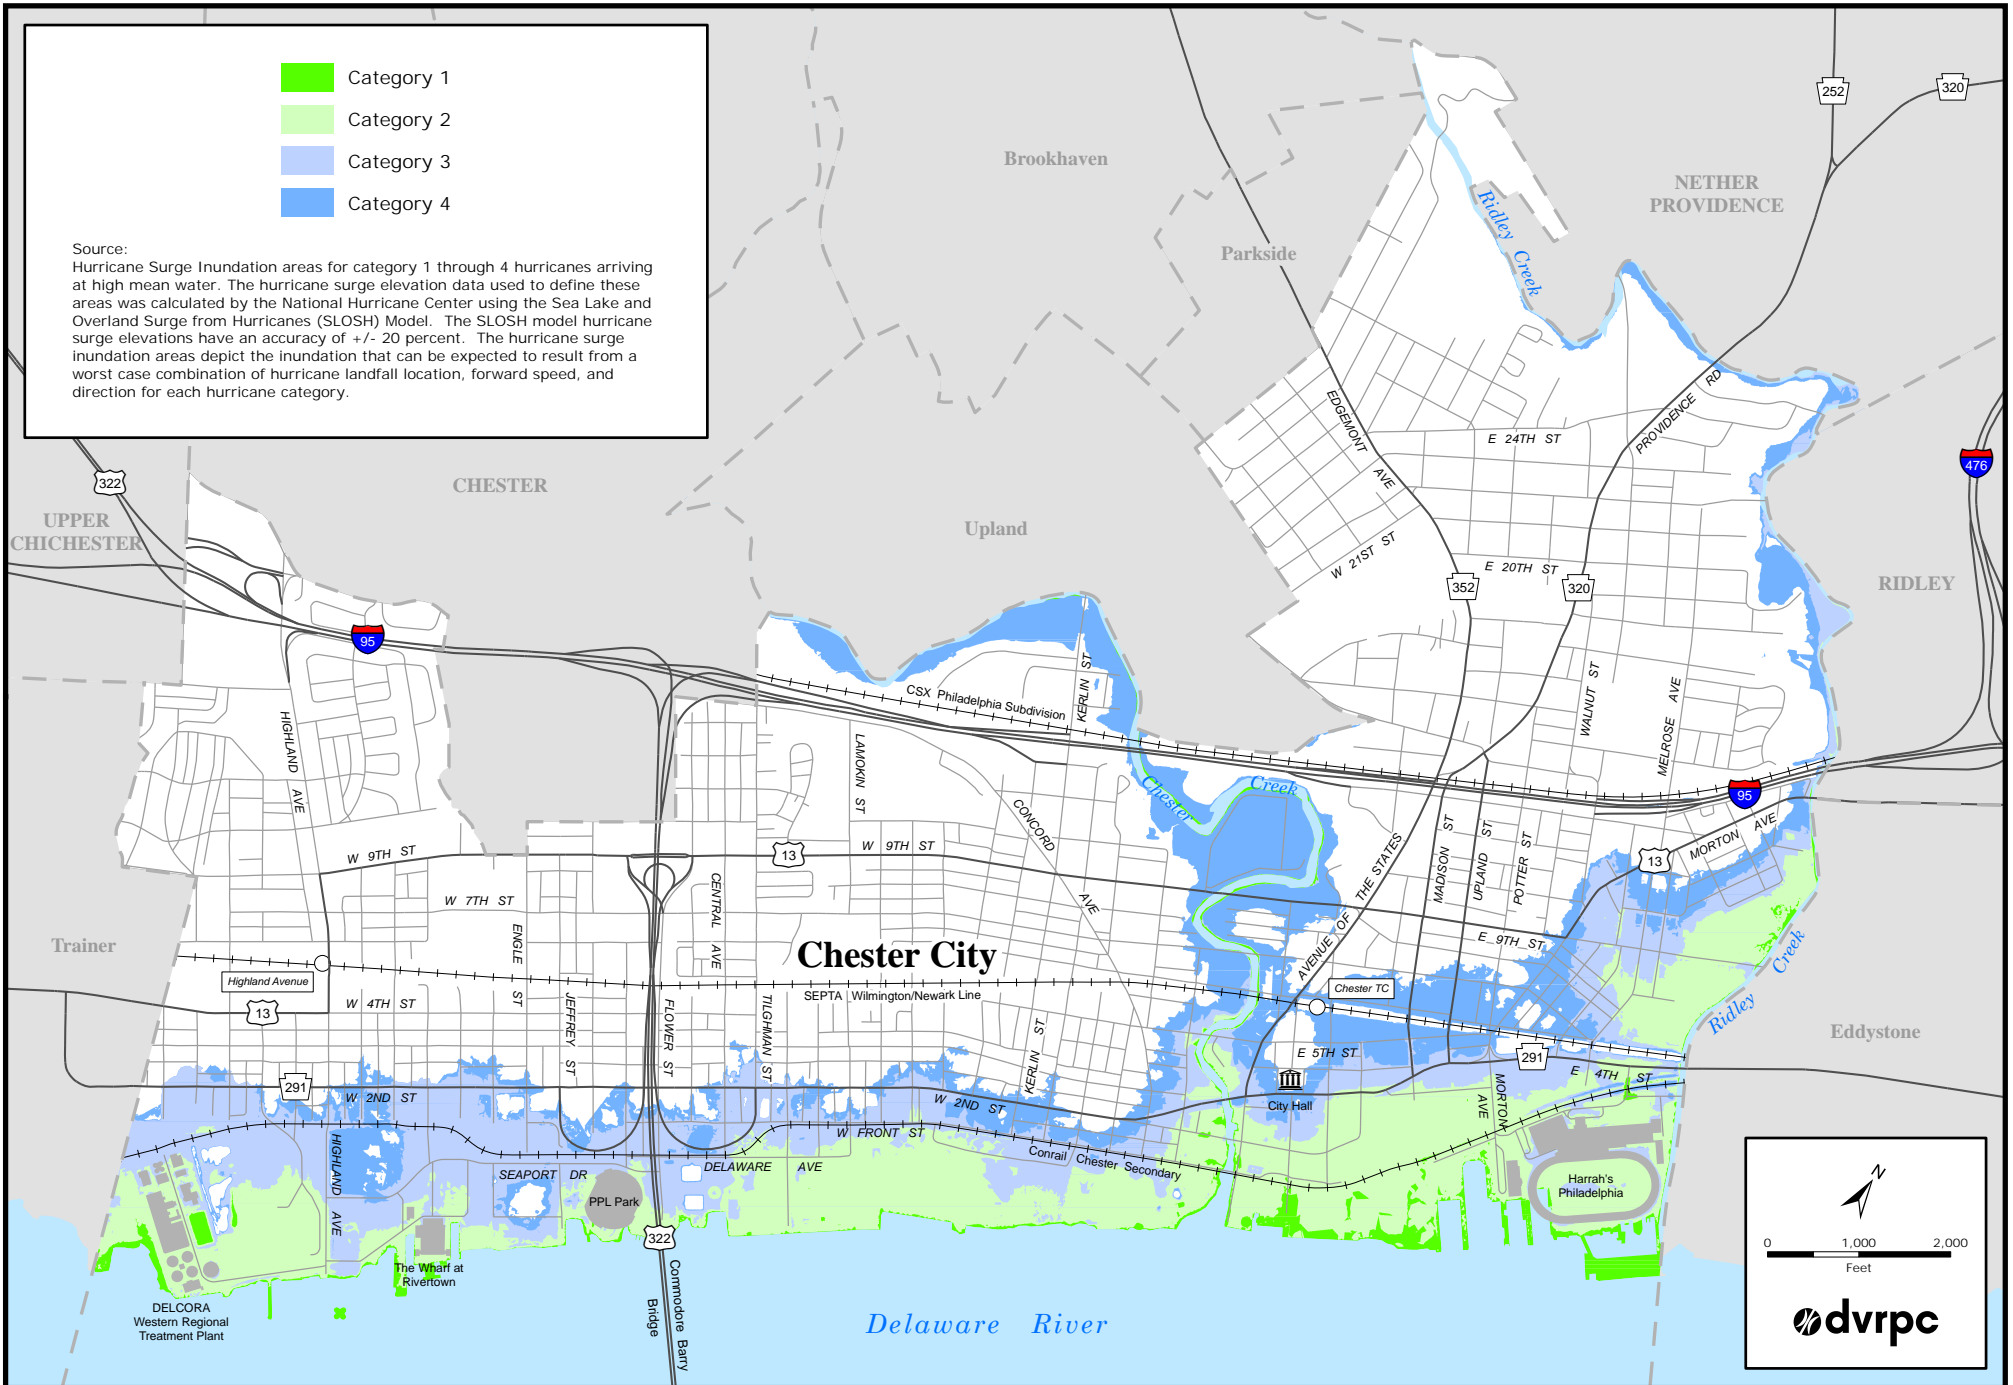 Category 1
Category 2
Category 3
Category 4
Source:
Hurricane Surge Inundation areas for category 1 through 4 hurricanes arriving
at high mean water. The hurricane surge elevation data used to define these
areas was calculated by the National Hurricane Center using the Sea Lake and
Overland Surge from Hurricanes (SLOSH) Model. The SLOSH model hurricane
surge elevations have an accuracy of +/- 20 percent. The hurricane surge
inundation areas depict the inundation that can be expected to result from a
worst case combination of hurricane landfall location, forward speed, and
direction for each hurricane category.
252
320
Brookhaven
NETHER
PROVIDENCE
Parkside
Ridley Creek
322
CHESTER
UPPER
CHICHESTER
Upland
EDGEMONT AVE
E 24TH ST
PROVIDENCE RD
476
W 21ST ST
E 20TH ST
352
320
RIDLEY
95
KERLIN ST
CSX Philadelphia Subdivision
WALNUT ST
MELROSE AVE
HIGHLAND AVE
LAMOKIN ST
Chester Creek
95
CONCORD AVE
W 9TH ST
13
W 9TH ST
AVENUE OF THE STATES
MADISON ST
UPLAND ST
POTTER ST
13
MORTON AVE
W 7TH ST
CENTRAL AVE
ENGLE ST
E 9TH ST
Trainer
Chester City
Highland Avenue
W 4TH ST
13
SEPTA Wilmington/Newark Line
Chester TC
Ridley Creek
JEFFREY ST
FLOWER ST
TILGHMAN ST
KERLIN ST
E 5TH ST
291
Eddystone
E 4TH ST
291
W 2ND ST
W 2ND ST
City Hall
MORTON AVE
HIGHLAND AVE
W FRONT ST
Conrail Chester Secondary
SEAPORT DR
DELAWARE AVE
PPL Park
Harrah's
Philadelphia
322
The Wharf at
Rivertown
Commodore Barry
Bridge
DELCORA
Western Regional
Treatment Plant
Delaware River
N
0 1,000 2,000
Feet
dvrpc